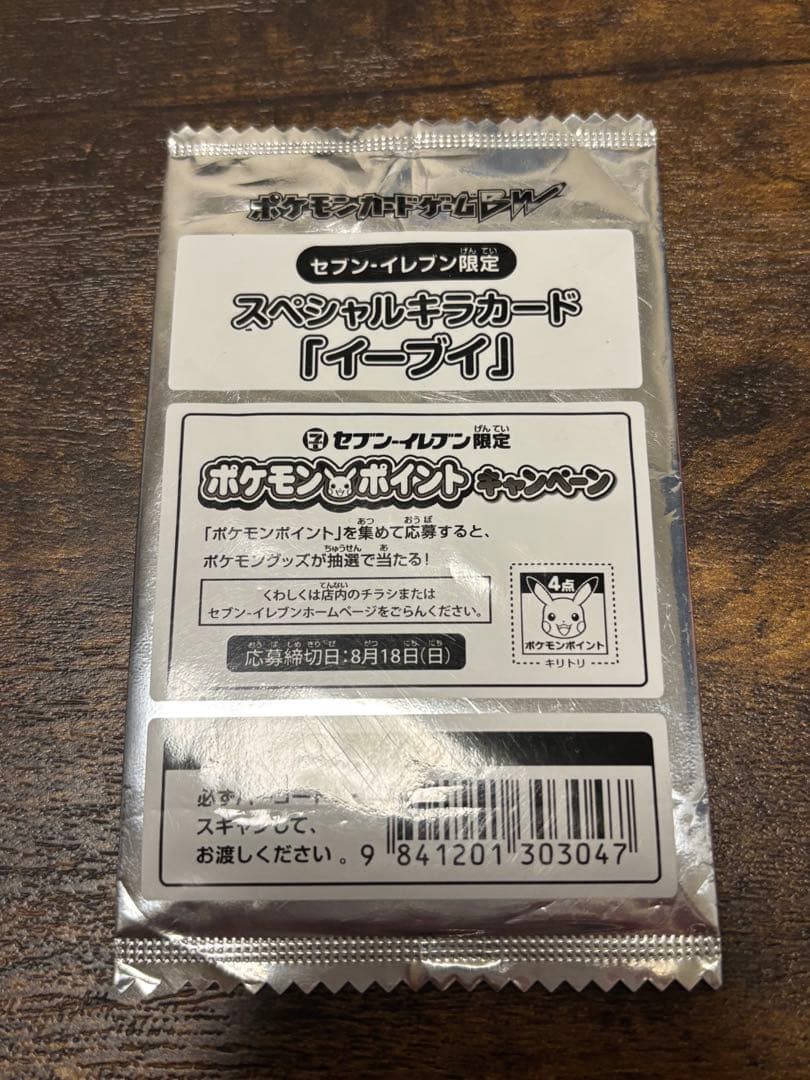 ポケモンカードゲームBW
セブン-イレブン限定
スペシャルキラカード
「イーブイ」
セブン-イレブン限定
ポケモンポイントキャンペーン
「ポケモンポイント」を集めて応募すると、
ポケモングッズが抽選で当たる!
くわしくは店内のチラシまたは
セブン-イレブンホームページをごらんください。
応募締切日:8月18日(日)
4点
ポケモンポイント
キリトリ
必ずバーコード
スキャンして、
お渡しください。
9 841201 303047